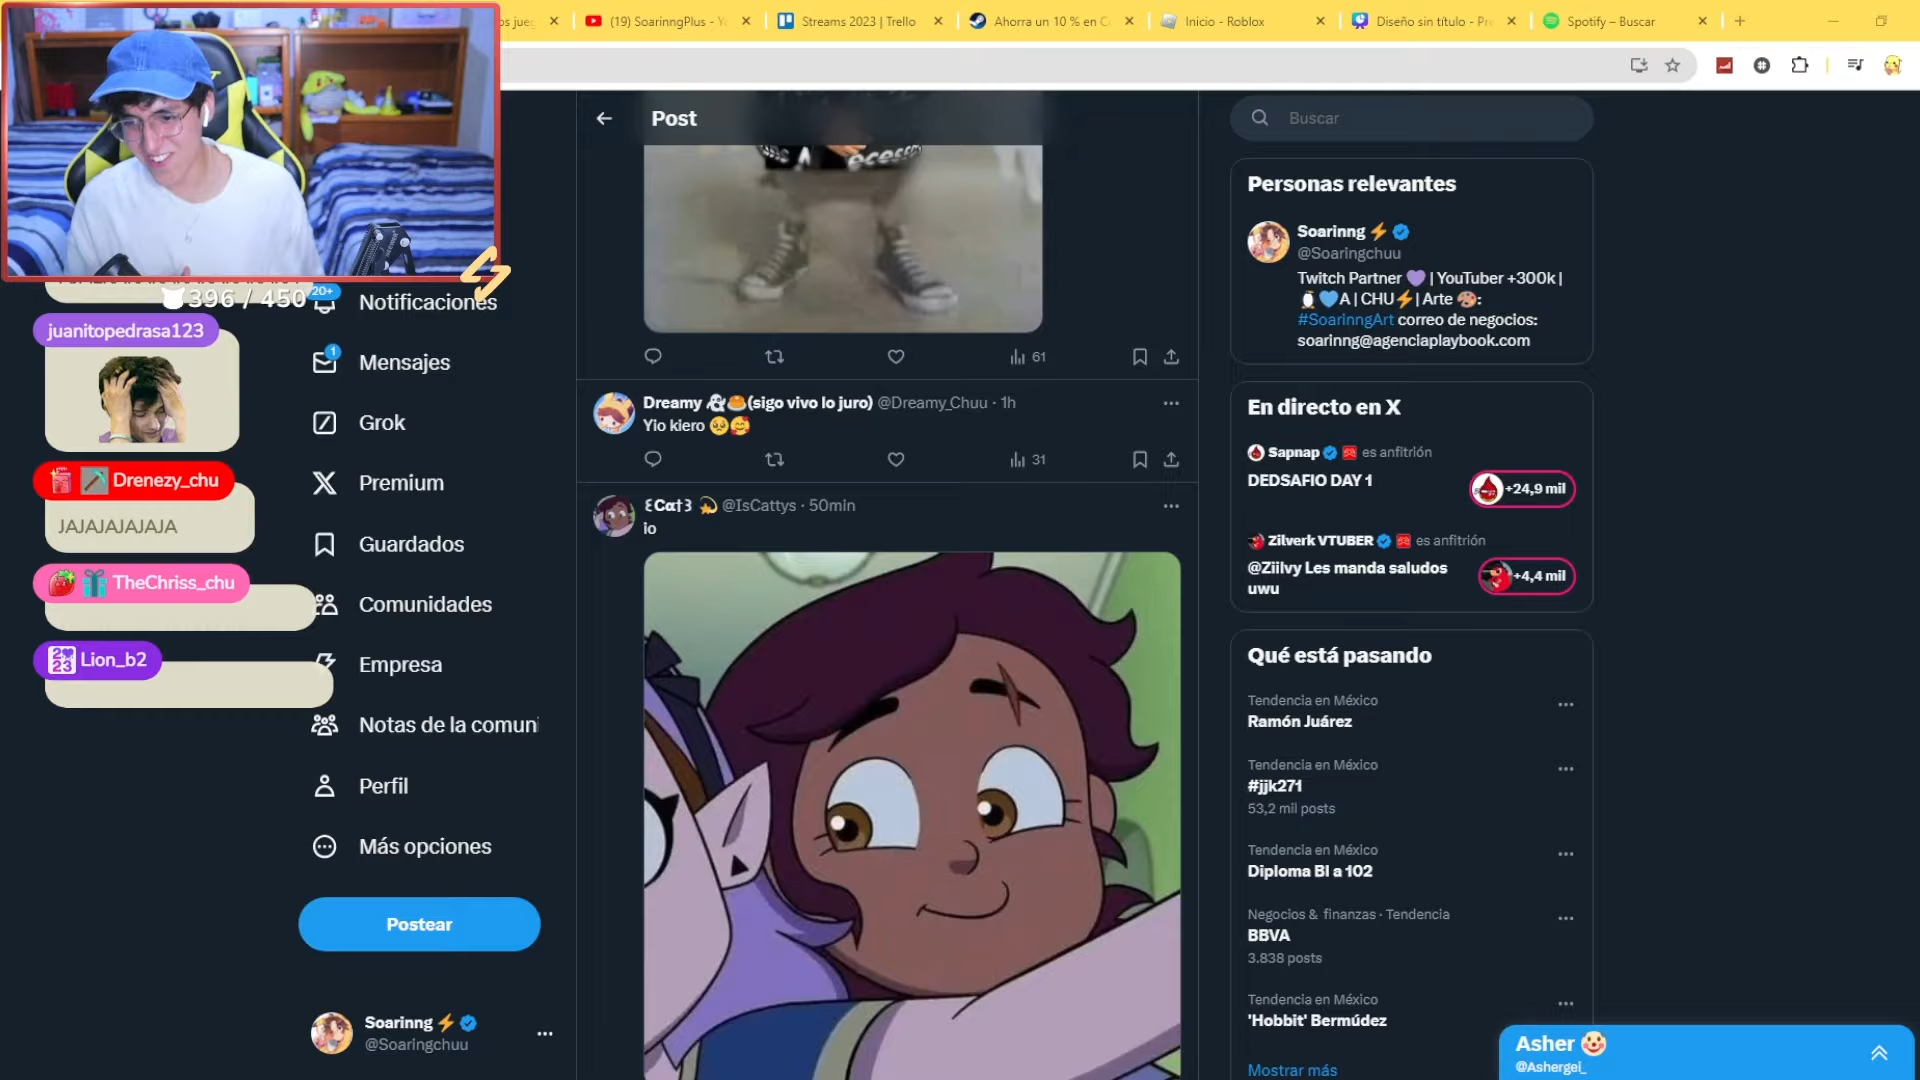 os jueg
(19) SoarinngPlus - Yo
Streams 2023 | Trello
Ahorra un 10 % en Co
Inicio - Roblox
Diseño sin título - Pre
Spotify – Buscar
Post
Buscar
Personas relevantes
Soarinng⚡
@Soaringchuu
Twitch Partner 💜 | YouTuber +300k |
🐧💙A | CHU⚡| Arte 🎨:
#SoarinngArt correo de negocios:
soarinng@agenciaplaybook.com
396 / 450
20+
Notificaciones
juanitopedrasa123
1
Mensajes
Grok
Drenezy_chu
JAJAJAJAJAJA
Premium
Guardados
TheChriss_chu
Comunidades
Lion_b2
Empresa
Notas de la comuni
Perfil
Más opciones
Postear
Soarinng⚡
@Soaringchuu
61
Dreamy 👻🍮(sigo vivo lo juro) @Dreamy_Chuu · 1h
Yio kiero 🥺🥰
31
꒰Cα†꒱ 💫 @IsCattys · 50min
io
En directo en X
Sapnap es anfitrión
DEDSAFIO DAY 1
+24,9 mil
Zilverk VTUBER es anfitrión
@Ziilvy Les manda saludos
uwu
+4,4 mil
Qué está pasando
Tendencia en México
Ramón Juárez
Tendencia en México
#jjk271
53,2 mil posts
Tendencia en México
Diploma BI a 102
Negocios & finanzas · Tendencia
BBVA
3.838 posts
Tendencia en México
'Hobbit' Bermúdez
Mostrar más
Asher 🤡
@Ashergei_